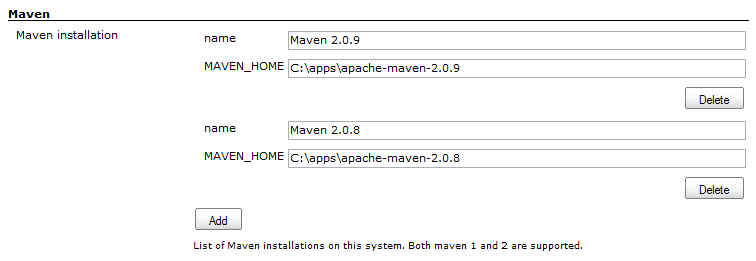 Maven
Maven installation
name Maven 2.0.9
MAVEN_HOME C:\apps\apache-maven-2.0.9
Delete
name Maven 2.0.8
MAVEN_HOME C:\apps\apache-maven-2.0.8
Delete
Add
List of Maven installations on this system. Both maven 1 and 2 are supported.